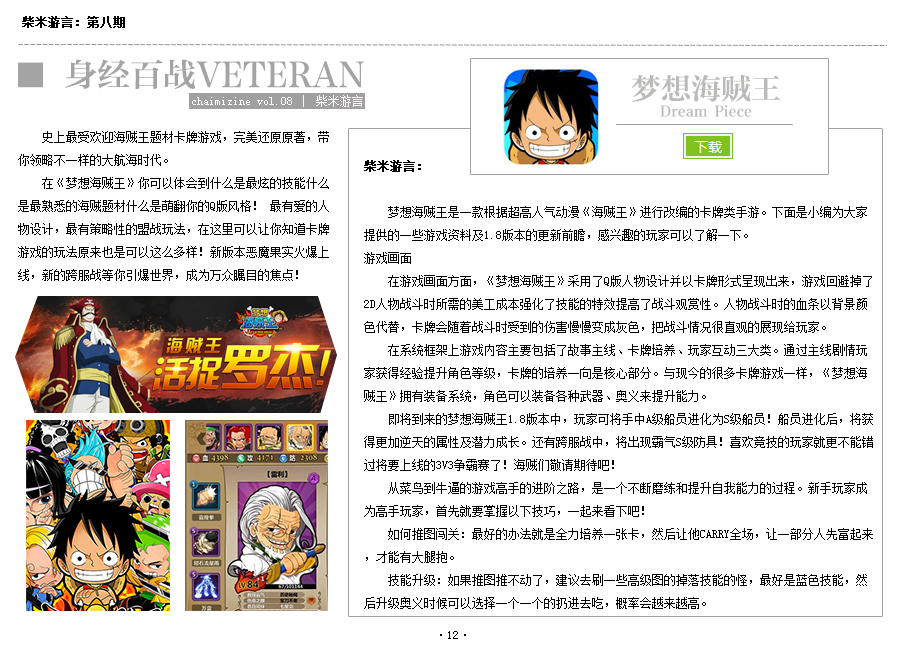 柴米游言：第八期
身经百战VETERAN
chaimizine vol.08 | 柴米游言
史上最受欢迎海贼王题材卡牌游戏，完美还原原著，带
你领略不一样的大航海时代。
在《梦想海贼王》你可以体会到什么是最炫的技能什么
是最熟悉的海贼题材什么是萌翻你的Q版风格！ 最有爱的人
物设计，最有策略性的盟战玩法，在这里可以让你知道卡牌
游戏的玩法原来也是可以这么多样！新版本恶魔果实火爆上
线，新的跨服战等你引爆世界，成为万众瞩目的焦点！
梦想
海贼王
海贼王
活捉罗杰！
血 4398 攻 4171 防 2308
【雷利】
LV 84
梦想海贼王
Dream Piece
下载
柴米游言：
梦想海贼王是一款根据超高人气动漫《海贼王》进行改编的卡牌类手游。下面是小编为大家
提供的一些游戏资料及1.8版本的更新前瞻，感兴趣的玩家可以了解一下。
游戏画面
在游戏画面方面，《梦想海贼王》采用了Q版人物设计并以卡牌形式呈现出来，游戏回避掉了
2D人物战斗时所需的美工成本强化了技能的特效提高了战斗观赏性。人物战斗时的血条以背景颜
色代替，卡牌会随着战斗时受到的伤害慢慢变成灰色，把战斗情况很直观的展现给玩家。
在系统框架上游戏内容主要包括了故事主线、卡牌培养、玩家互动三大类。通过主线剧情玩
家获得经验提升角色等级，卡牌的培养一向是核心部分。与现今的很多卡牌游戏一样，《梦想海
贼王》拥有装备系统，角色可以装备各种武器、奥义来提升能力。
即将到来的梦想海贼王1.8版本中，玩家可将手中A级船员进化为S级船员！船员进化后，将获
得更加逆天的属性及潜力成长。还有跨服战中，将出现霸气S级防具！喜欢竞技的玩家就更不能错
过将要上线的3V3争霸赛了！海贼们敬请期待吧！
从菜鸟到牛逼的游戏高手的进阶之路，是一个不断磨练和提升自我能力的过程。新手玩家成
为高手玩家，首先就要掌握以下技巧，一起来看下吧！
如何推图闯关：最好的办法就是全力培养一张卡，然后让他CARRY全场，让一部分人先富起来
，才能有大腿抱。
技能升级：如果推图推不动了，建议去刷一些高级图的掉落技能的怪，最好是蓝色技能，然
后升级奥义时候可以选择一个一个的扔进去吃，概率会越来越高。
·12·